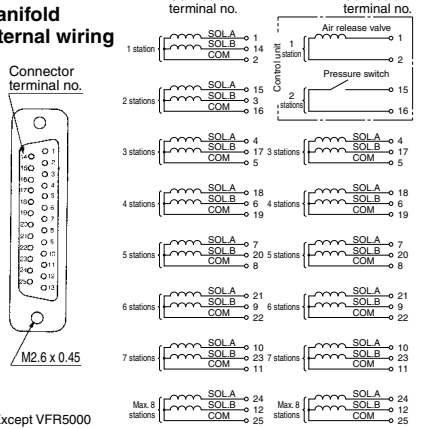 anifold
ternal wiring
Connector
terminal no.
M2.6 x 0.45
Except VFR5000
terminal no.
1 station
SOL.A 1
SOL.B 14
COM 2
2 stations
SOL.A 15
SOL.B 3
COM 16
3 stations
SOL.A 4
SOL.B 17
COM 5
4 stations
SOL.A 18
SOL.B 6
COM 19
5 stations
SOL.A 7
SOL.B 20
COM 8
6 stations
SOL.A 21
SOL.B 9
COM 22
7 stations
SOL.A 10
SOL.B 23
COM 11
Max. 8
stations
SOL.A 24
SOL.B 12
COM 25
terminal no.
Control unit
1
station
Air release valve
1
2
2
stations
Pressure switch
15
16
3 stations
SOL.A 4
SOL.B 17
COM 5
4 stations
SOL.A 18
SOL.B 6
COM 19
5 stations
SOL.A 7
SOL.B 20
COM 8
6 stations
SOL.A 21
SOL.B 9
COM 22
7 stations
SOL.A 10
SOL.B 23
COM 11
Max. 8
stations
SOL.A 24
SOL.B 12
COM 25